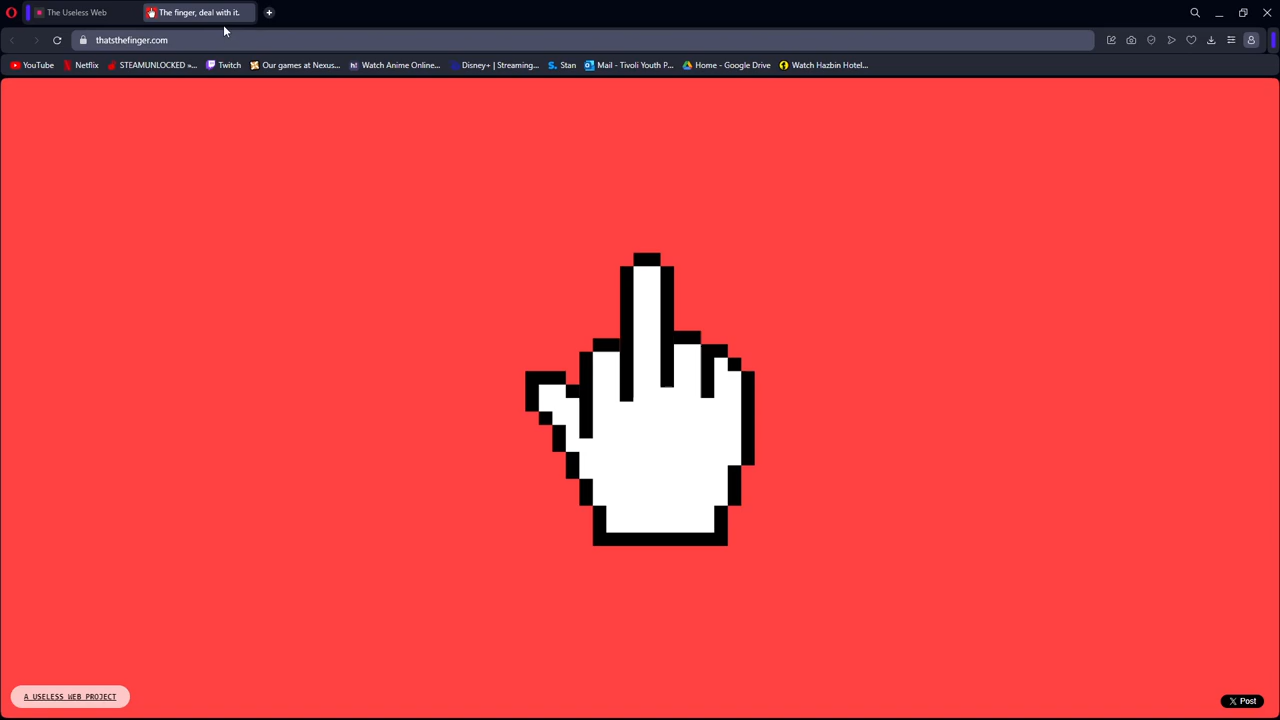 The Useless Web
The finger, deal with it.
thatsthefinger.com
YouTube
Netflix
STEAMUNLOCKED »...
Twitch
Our games at Nexus...
Watch Anime Online...
Disney+ | Streaming...
Stan
Mail - Tivoli Youth P...
Home - Google Drive
Watch Hazbin Hotel...
A USELESS WEB PROJECT
X Post